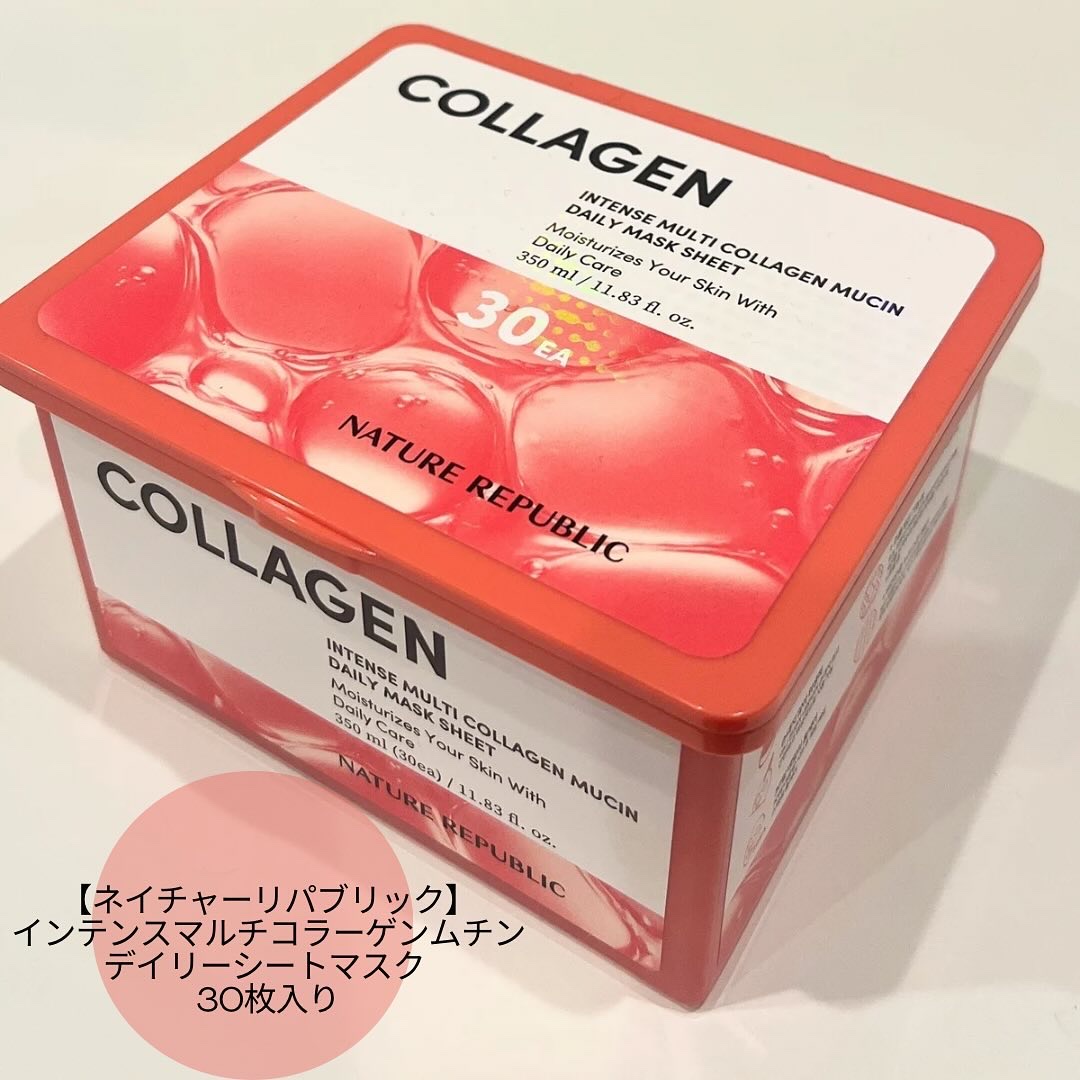 COLLAGEN
INTENSE MULTI COLLAGEN MUCIN
DAILY MASK SHEET
Moisturizes Your Skin With
Daily Care
350 ml / 11.83 fl. oz.
30EA
NATURE REPUBLIC
COLLAGEN
INTENSE MULTI COLLAGEN MUCIN
DAILY MASK SHEET
Moisturizes Your Skin With
Daily Care
350 ml (30ea) / 11.83 fl. oz.
NATURE REPUBLIC
【ネイチャーリパブリック】
インテンスマルチコラーゲンムチン
デイリーシートマスク
30枚入り